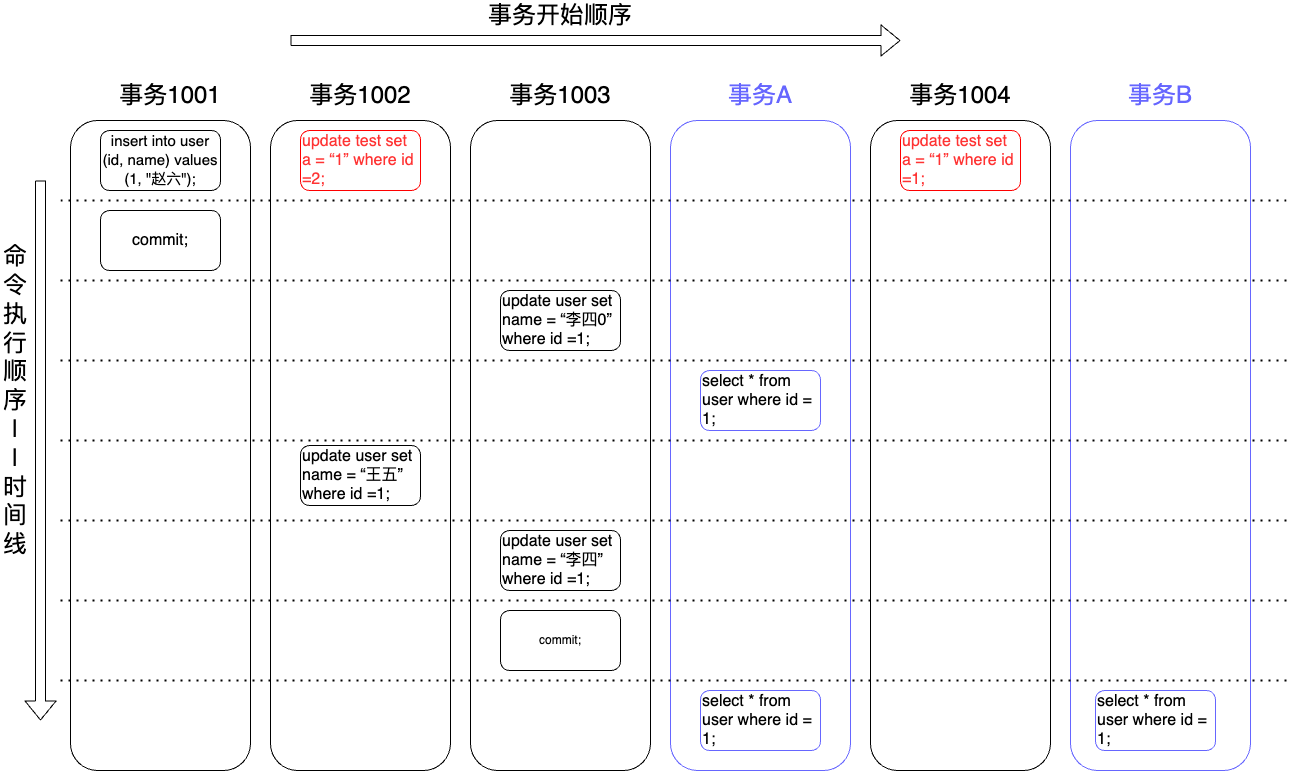 事务开始顺序
事务1001
事务1002
事务1003
事务A
事务1004
事务B
insert into user
(id, name) values
(1, "赵六");
update test set
a = “1” where id
=2;
update test set
a = “1” where id
=1;
commit;
update user set
name = “李四0”
where id =1;
select * from
user where id =
1;
update user set
name = “王五”
where id =1;
update user set
name = “李四”
where id =1;
commit;
select * from
user where id =
1;
select * from
user where id =
1;
命令执行顺序——时间线